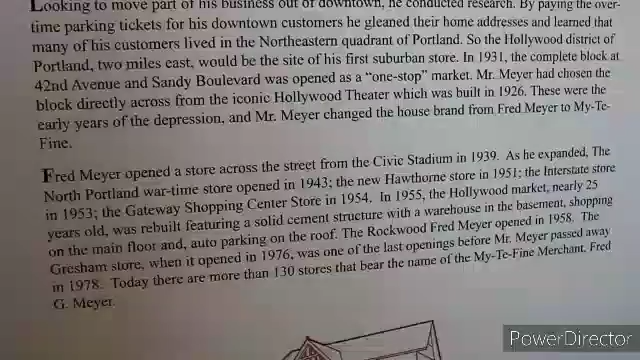 Looking to move part of his business out of downtown, he conducted research. By paying the over-
time parking tickets for his downtown customers he gleaned their home addresses and learned that
many of his customers lived in the Northeastern quadrant of Portland. So the Hollywood district of
Portland, two miles east, would be the site of his first suburban store. In 1931, the complete block at
42nd Avenue and Sandy Boulevard was opened as a “one-stop” market. Mr. Meyer had chosen the
block directly across from the iconic Hollywood Theater which was built in 1926. These were the
early years of the depression, and Mr. Meyer changed the house brand from Fred Meyer to My-Te-
Fine.
Fred Meyer opened a store across the street from the Civic Stadium in 1939. As he expanded, The
North Portland war-time store opened in 1943; the new Hawthorne store in 1951; the Interstate store
in 1953; the Gateway Shopping Center Store in 1954. In 1955, the Hollywood market, nearly 25
years old, was rebuilt featuring a solid cement structure with a warehouse in the basement, shopping
on the main floor and, auto parking on the roof. The Rockwood Fred Meyer opened in 1958. The
Gresham store, when it opened in 1976, was one of the last openings before Mr. Meyer passed away
in 1978. Today there are more than 130 stores that bear the name of the My-Te-Fine Merchant, Fred
G. Meyer.
PowerDirector